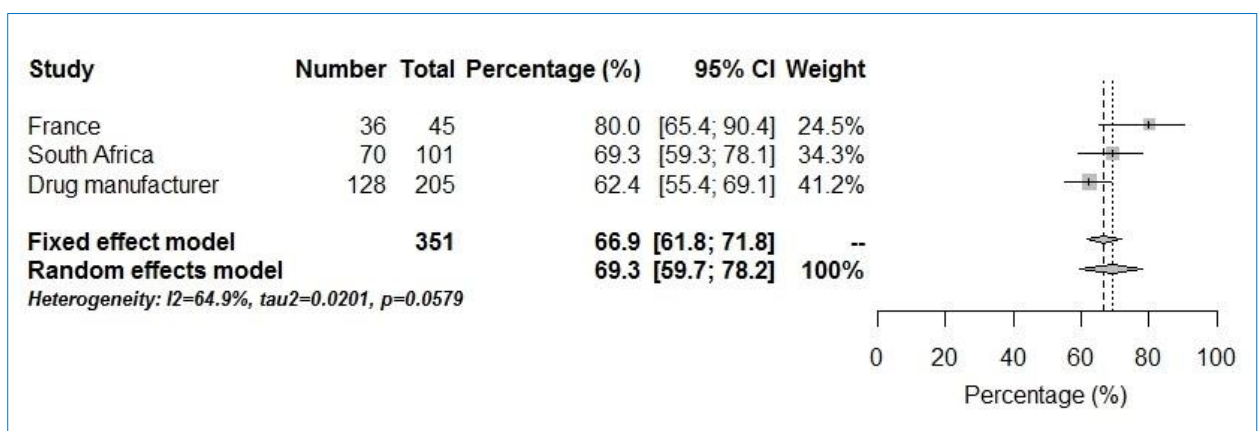 Study Number Total Percentage (%) 95% CI Weight
France 36 45 80.0 [65.4; 90.4] 24.5%
South Africa 70 101 69.3 [59.3; 78.1] 34.3%
Drug manufacturer 128 205 62.4 [55.4; 69.1] 41.2%
Fixed effect model 351 66.9 [61.8; 71.8] --
Random effects model 69.3 [59.7; 78.2] 100%
Heterogeneity: I2=64.9%, tau2=0.0201, p=0.0579
0 20 40 60 80 100
Percentage (%)